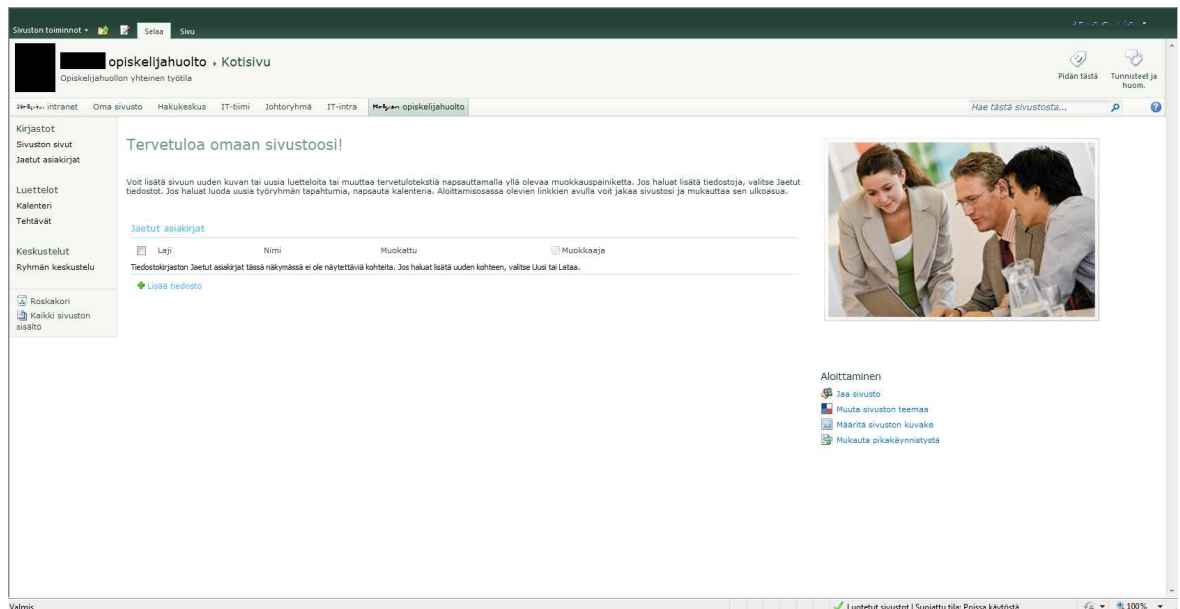 Sivuston toiminnot
Selaa
Sivu
opiskelijahuolto › Kotisivu
Opiskelijahuollon yhteinen työtila
Pidän tästä
Tunnisteet ja huom.
intranet
Oma sivusto
Hakukeskus
IT-tiimi
Johtoryhmä
IT-intra
opiskelijahuolto
Hae tästä sivustosta...
Kirjastot
Sivuston sivut
Jaetut asiakirjat
Luettelot
Kalenteri
Tehtävät
Keskustelut
Ryhmän keskustelu
Roskakori
Kaikki sivuston
sisältö
Tervetuloa omaan sivustoosi!
Voit lisätä sivuun uuden kuvan tai uusia luetteloita tai muuttaa tervetulotekstiä napsauttamalla yllä olevaa muokkauspainiketta. Jos haluat lisätä tiedostoja, valitse Jaetut
tiedostot. Jos haluat luoda uusia työryhmän tapahtumia, napsauta kalenteria. Aloittamisosassa olevien linkkien avulla voit jakaa sivustosi ja mukauttaa sen ulkoasua.
Jaetut asiakirjat
Laji
Nimi
Muokattu
Muokkaaja
Tiedostokirjaston Jaetut asiakirjat tässä näkymässä ei ole näytettäviä kohteita. Jos haluat lisätä uuden kohteen, valitse Uusi tai Lataa.
Lisää tiedosto
Aloittaminen
Jaa sivusto
Muuta sivuston teemaa
Määritä sivuston kuvake
Mukauta pikakäynnistystä
Valmis
Luotetut sivustot | Suojattu tila: Poissa käytöstä
100%